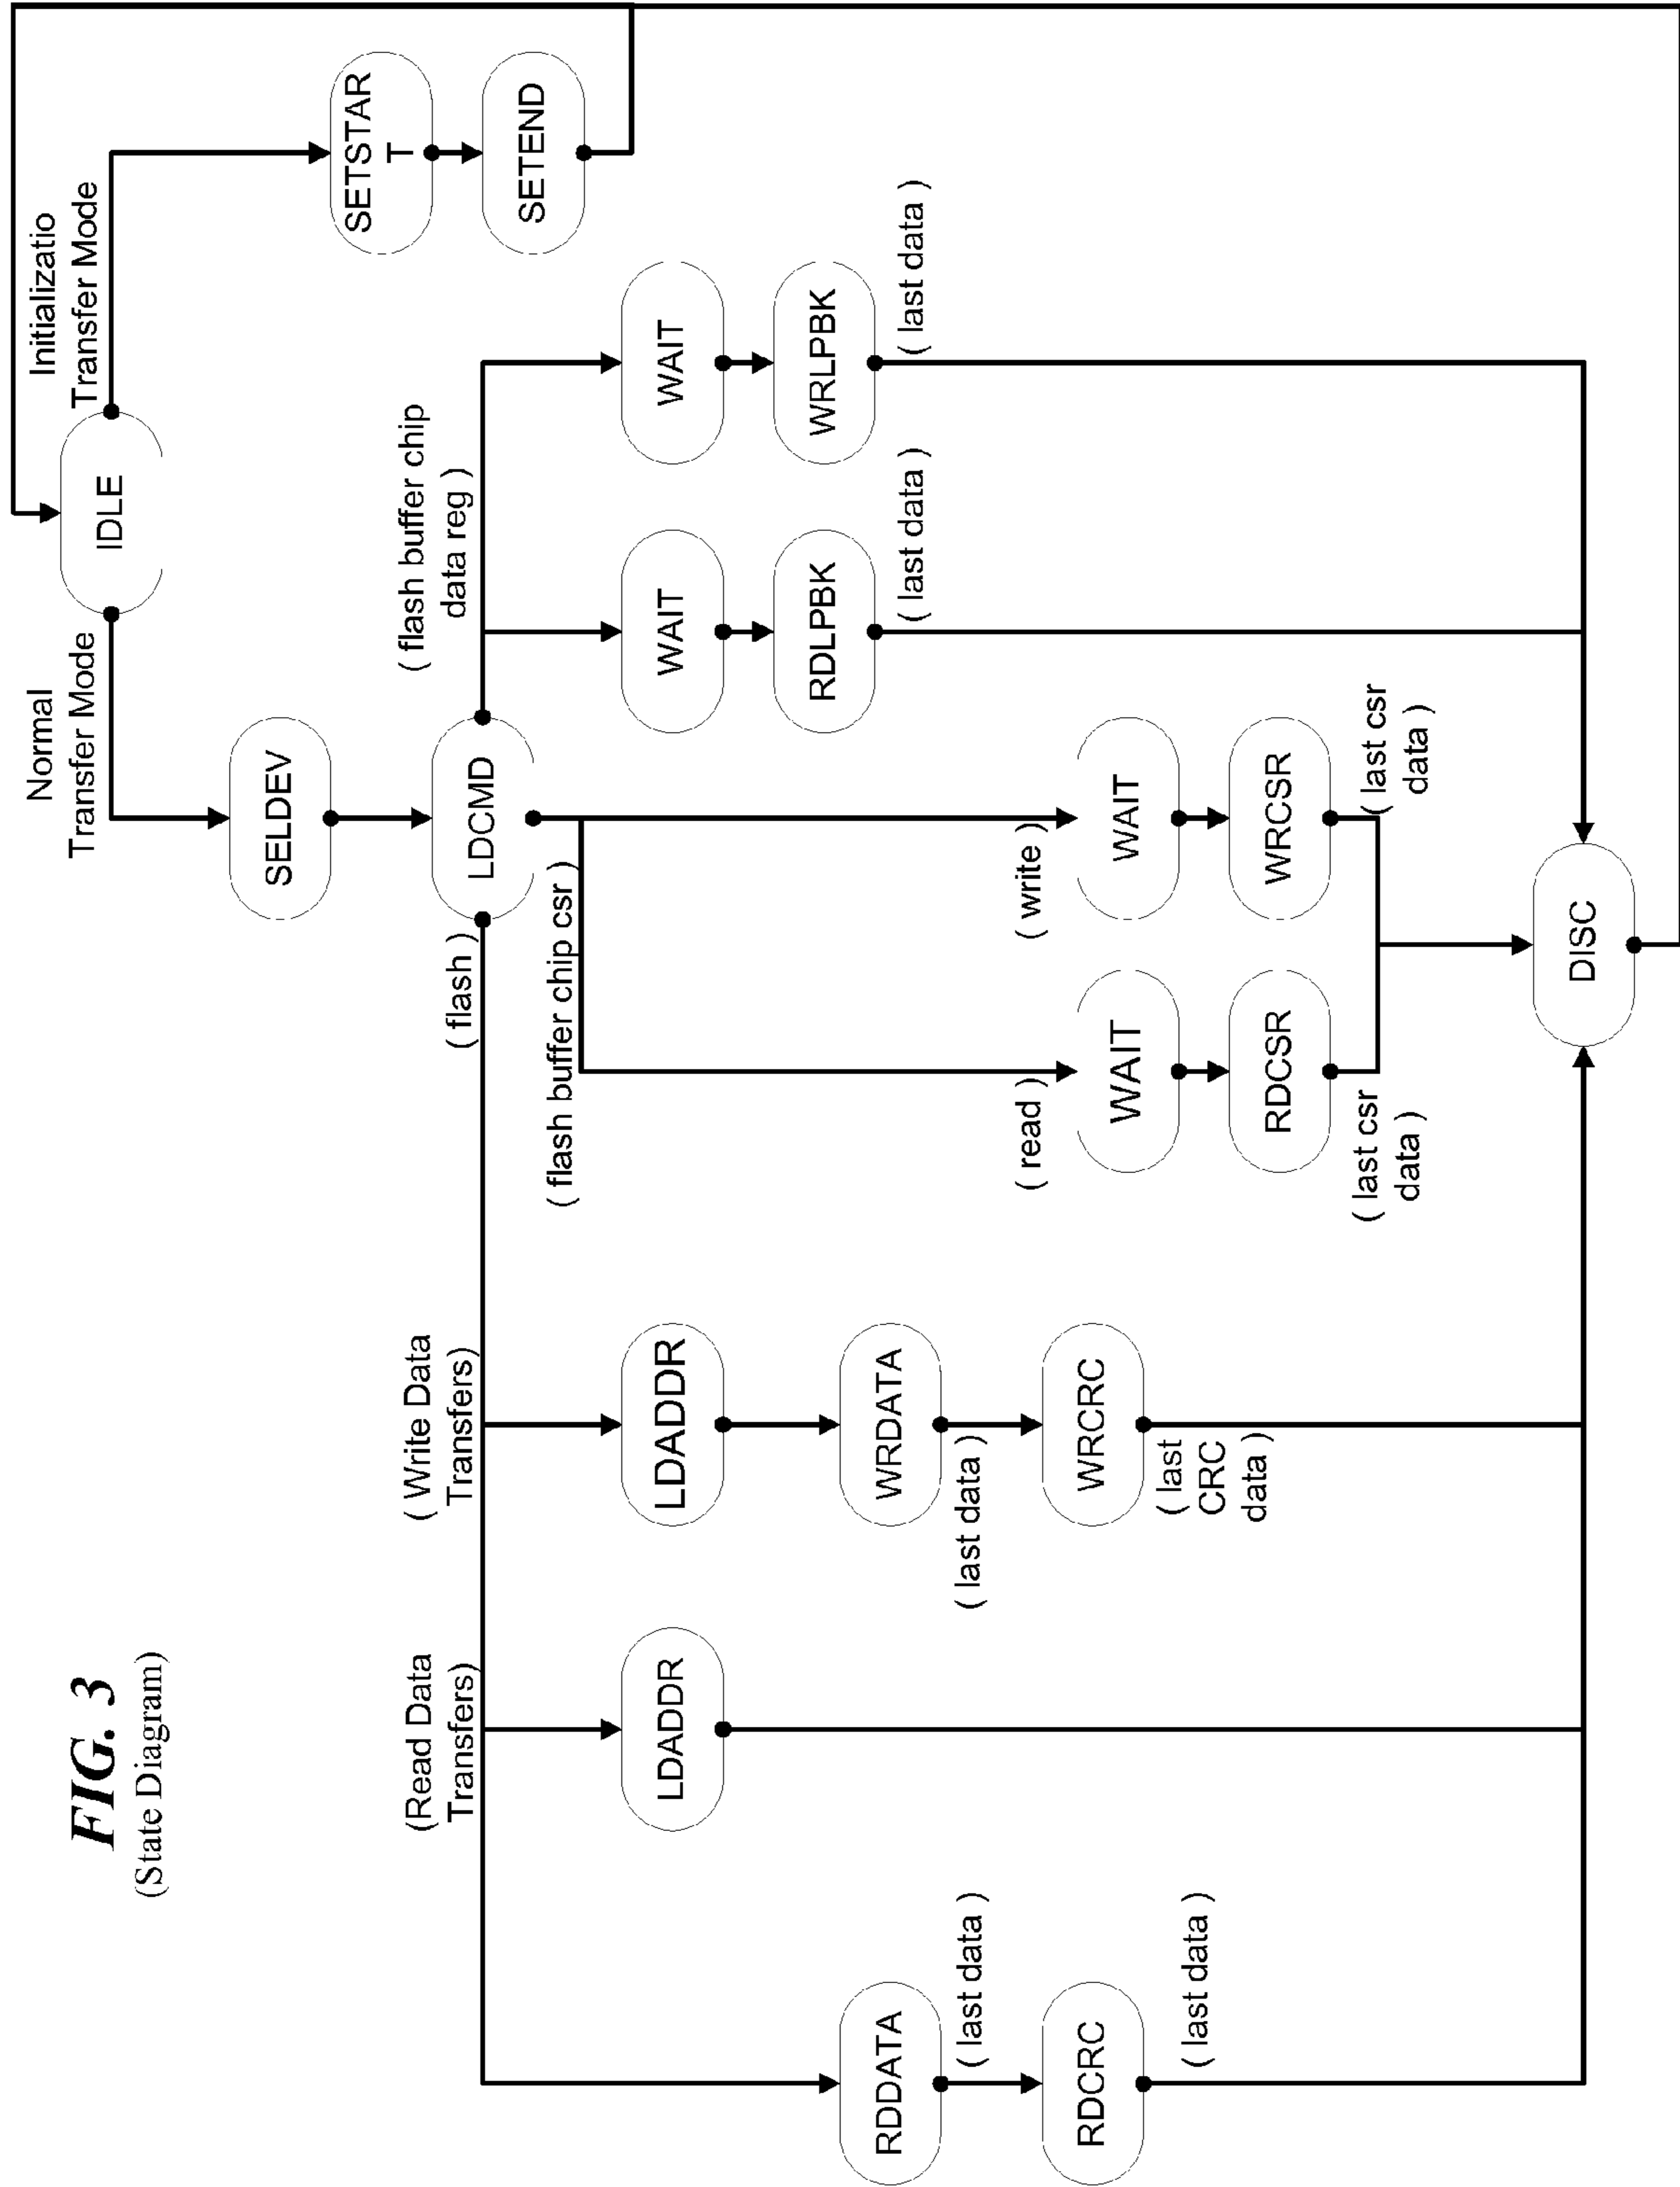 FIG. 3
(State Diagram)
Normal
Transfer Mode
Initializatio
Transfer Mode
IDLE
SELDEV
SETSTAR
T
LDCMD
SETEND
( flash )
( flash buffer chip
data reg )
( flash buffer chip csr)
(Read Data
Transfers)
( Write Data
Transfers)
LDADDR
LDADDR
WAIT
WAIT
RDDATA
WRDATA
RDLPBK
WRLPBK
( last data )
( last data )
( last data )
( last data )
( read )
( write )
RDCRC
WRCRC
WAIT
WAIT
( last data )
( last
CRC
data)
RDCSR
WRCSR
( last csr
data )
( last csr
data )
DISC